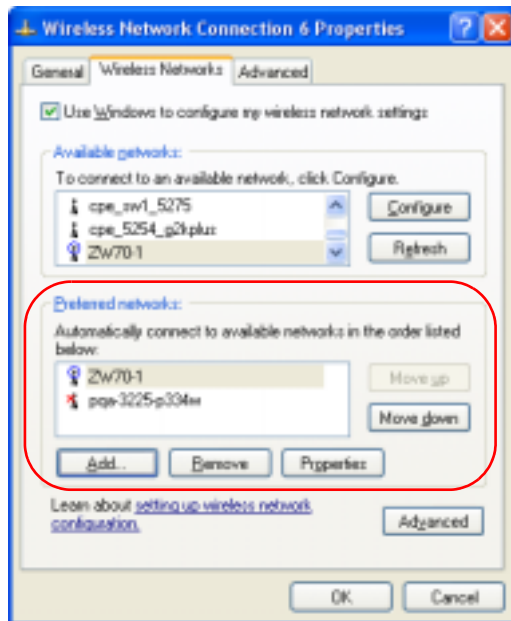 Wireless Network Connection 6 Properties
General Wireless Networks Advanced
Use Windows to configure my wireless network settings
Available networks:
To connect to an available network, click Configure.
cpe_sw1_5275
Configure
cpe_5254_g2kplus
ZW70-1
Refresh
Preferred networks:
Automatically connect to available networks in the order listed
below:
ZW70-1
Move up
pqa-3225-p334w
Move down
Add... Remove Properties
Learn about setting up wireless network
configuration.
Advanced
OK Cancel